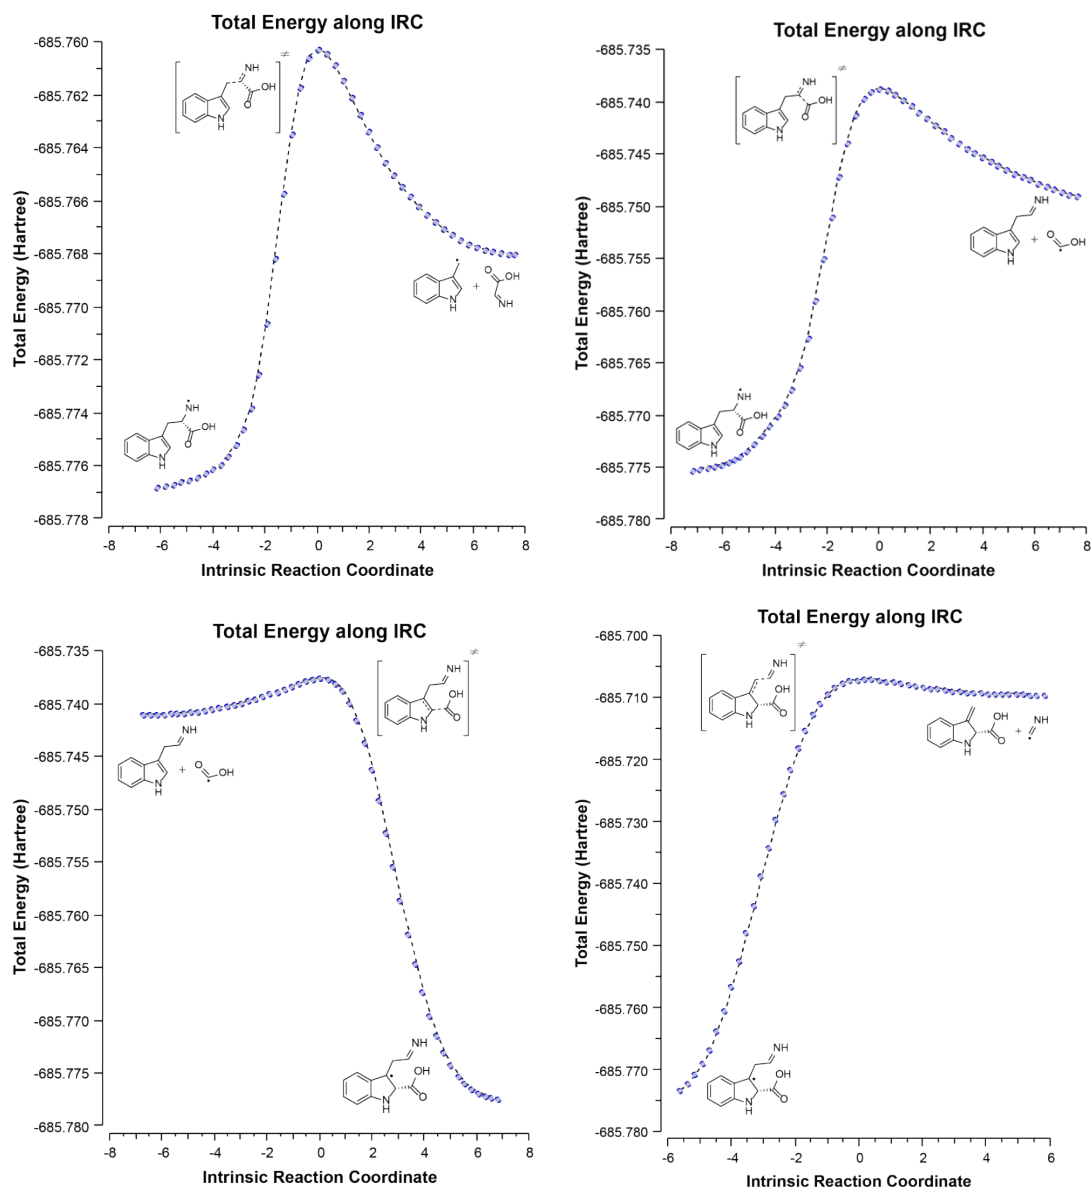 Total Energy along IRC
Total Energy (Hartree)
-685.760
-685.762
-685.764
-685.766
-685.768
-685.770
-685.772
-685.774
-685.776
-685.778
≠
NH
OH
O
N
H
O
OH
+
N
H
NH
NH
OH
O
N
H
-8
-6
-4
-2
0
2
4
6
8
Intrinsic Reaction Coordinate
Total Energy along IRC
Total Energy (Hartree)
-685.735
-685.740
-685.745
-685.750
-685.755
-685.760
-685.765
-685.770
-685.775
-685.780
≠
NH
OH
O
N
H
NH
+
O
OH
N
H
NH
OH
O
N
H
-8
-6
-4
-2
0
2
4
6
8
Intrinsic Reaction Coordinate
Total Energy along IRC
Total Energy (Hartree)
-685.735
-685.740
-685.745
-685.750
-685.755
-685.760
-685.765
-685.770
-685.775
-685.780
≠
NH
OH
O
N
H
NH
+
O
OH
N
H
NH
OH
O
N
H
-8
-6
-4
-2
0
2
4
6
8
Intrinsic Reaction Coordinate
Total Energy along IRC
Total Energy (Hartree)
-685.700
-685.710
-685.720
-685.730
-685.740
-685.750
-685.760
-685.770
-685.780
≠
NH
OH
O
N
H
OH
O
+
NH
N
H
NH
OH
O
N
H
-6
-4
-2
0
2
4
6
Intrinsic Reaction Coordinate